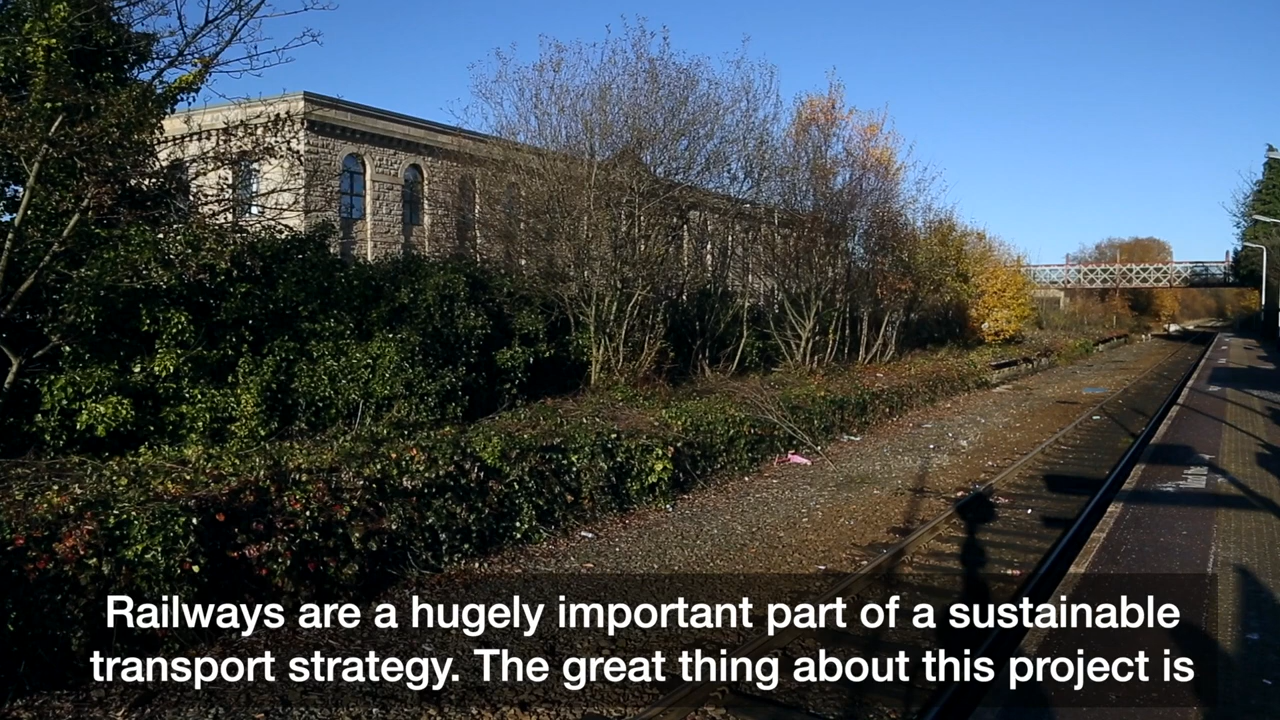 Railways are a hugely important part of a sustainable
transport strategy. The great thing about this project is